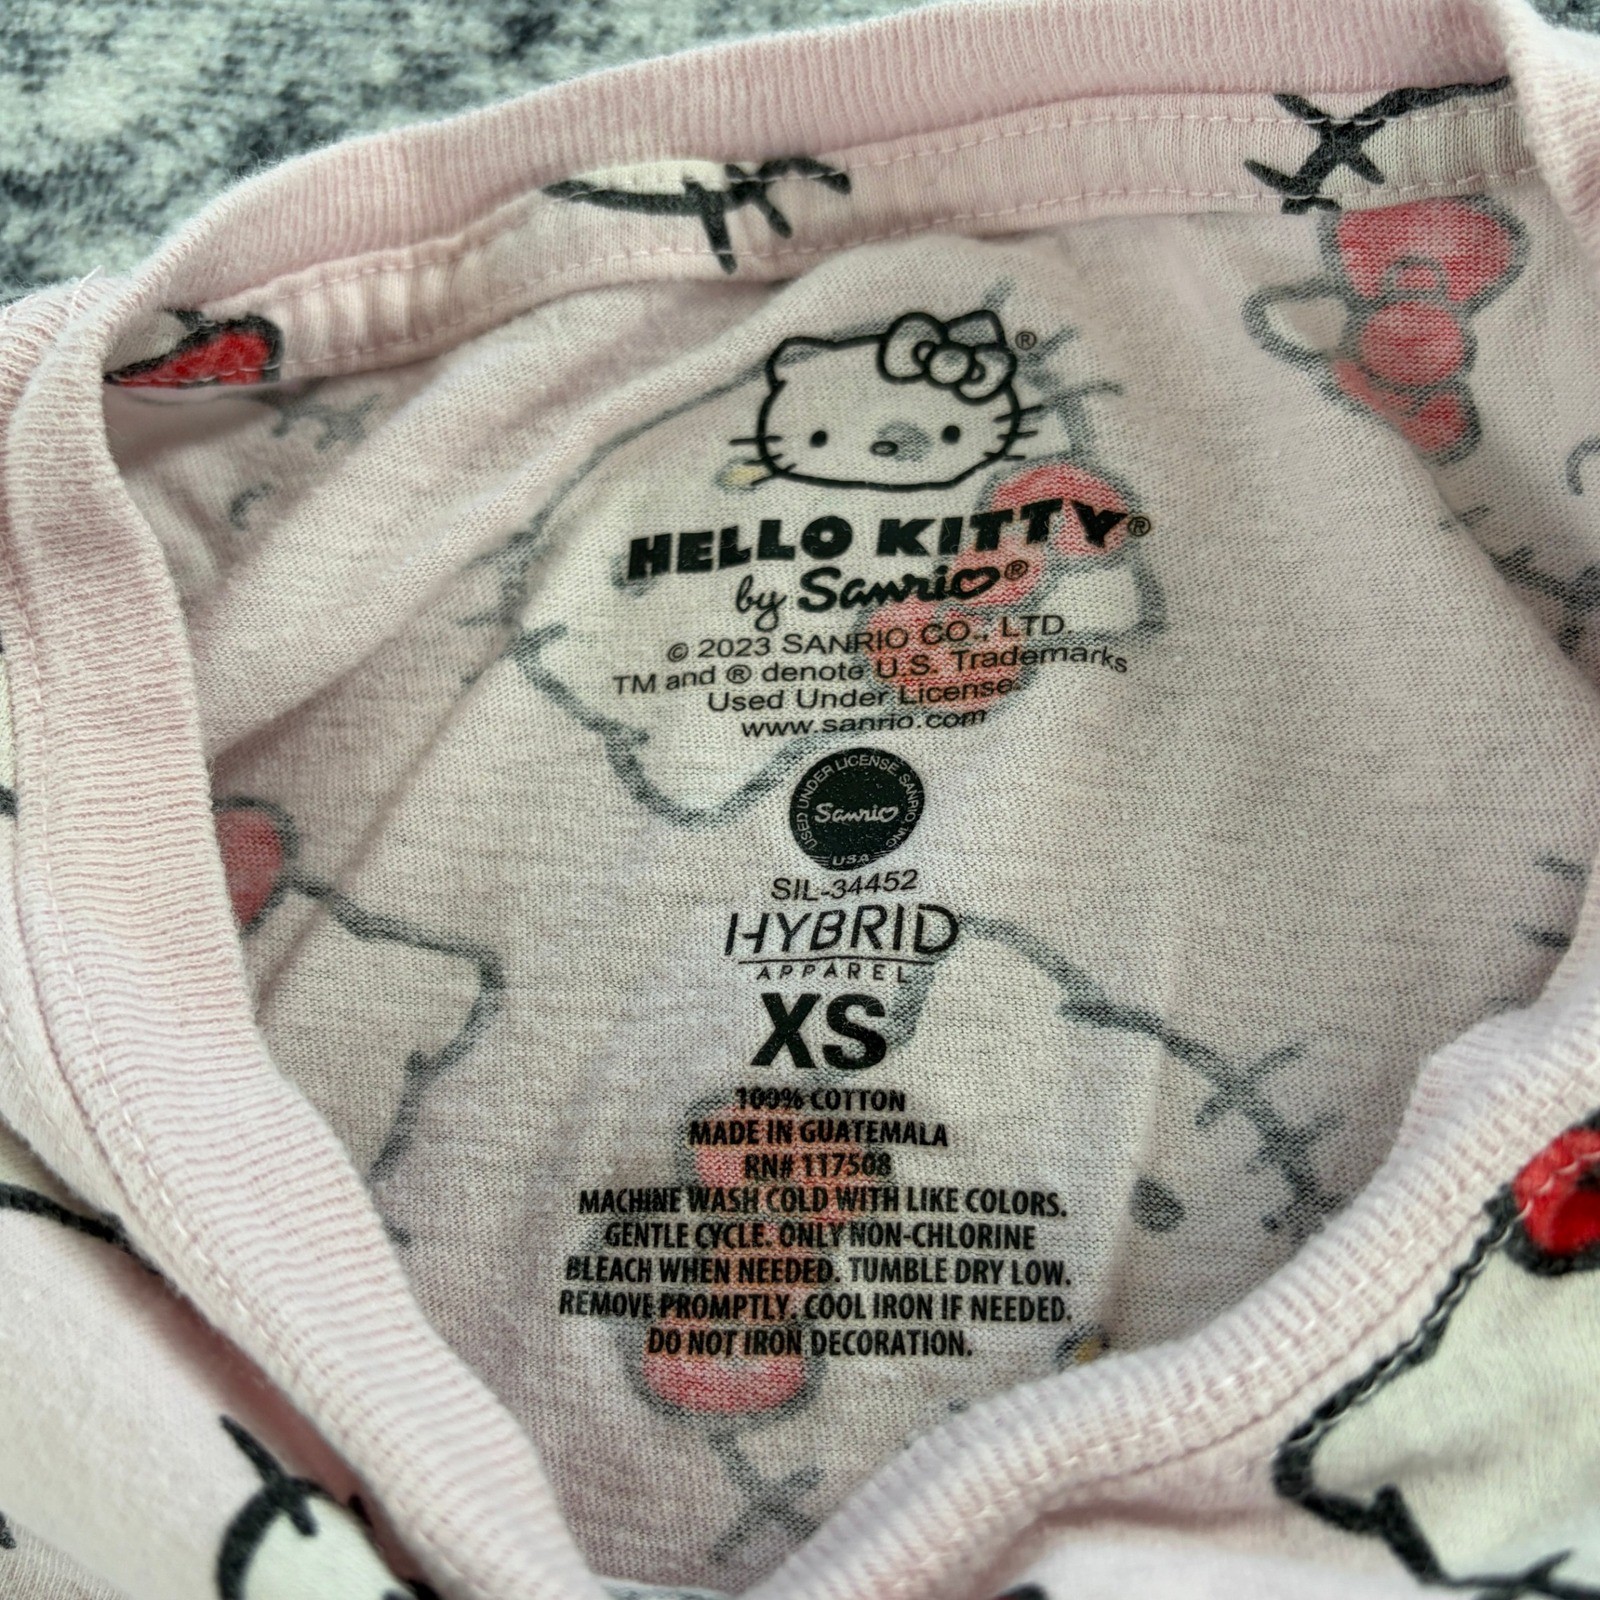 ®
HELLO KITTY®
by Sanrio®
© 2023 SANRIO CO., LTD.
TM and ® denote U.S. Trademarks
Used Under License.
www.sanrio.com
USED UNDER LICENSE SANRIO, INC.
Sanrio
USA
SIL-34452
HYBRID
APPAREL
XS
100% COTTON
MADE IN GUATEMALA
RN# 117508
MACHINE WASH COLD WITH LIKE COLORS.
GENTLE CYCLE. ONLY NON-CHLORINE
BLEACH WHEN NEEDED. TUMBLE DRY LOW.
REMOVE PROMPTLY. COOL IRON IF NEEDED.
DO NOT IRON DECORATION.